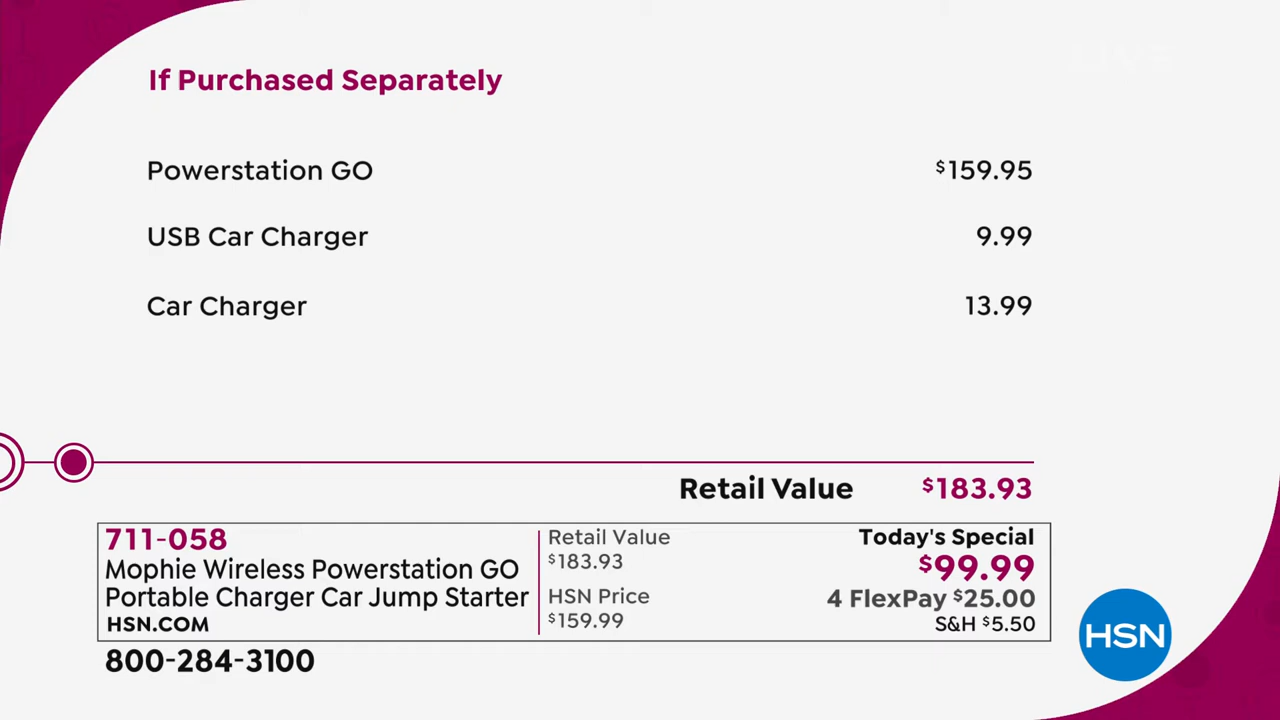 If Purchased Separately
Powerstation GO $159.95
USB Car Charger 9.99
Car Charger 13.99
Retail Value $183.93
711-058
Mophie Wireless Powerstation GO
Portable Charger Car Jump Starter
HSN.COM
Retail Value
$183.93
HSN Price
$159.99
Today's Special
$99.99
4 FlexPay $25.00
S&H $5.50
HSN
800-284-3100